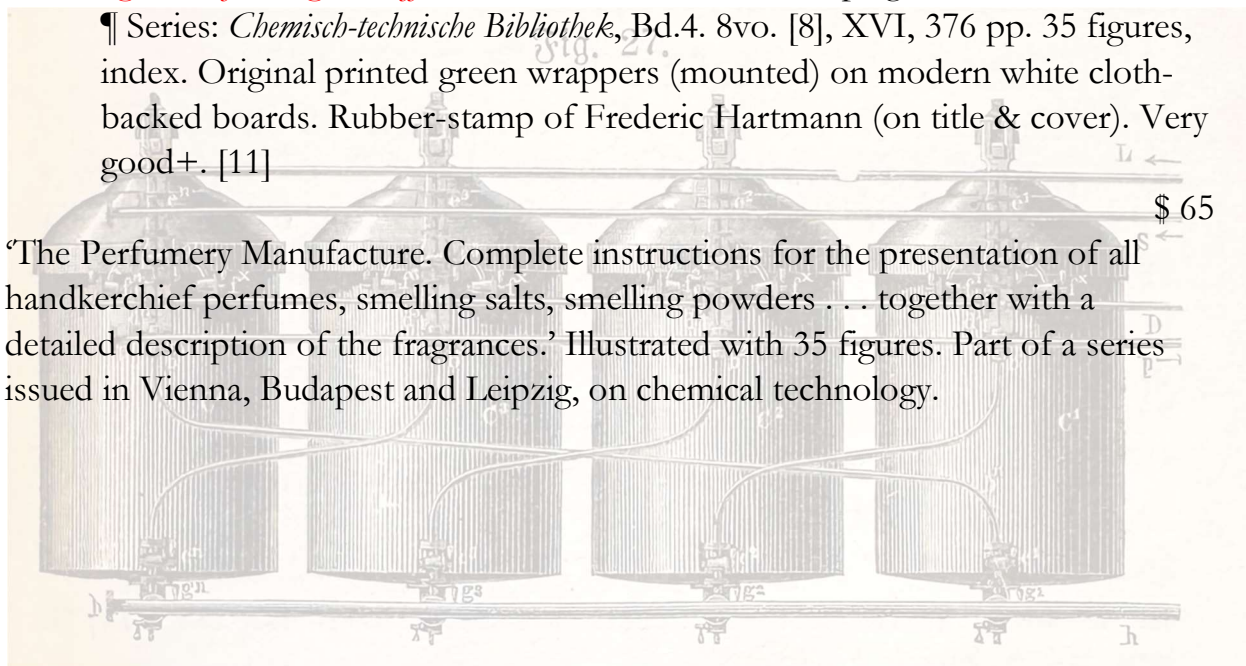 ¶ Series: Chemisch-technische Bibliothek, Bd.4. 8vo. [8], XVI, 376 pp. 35 figures,
Fig. 27.
index. Original printed green wrappers (mounted) on modern white cloth-
backed boards. Rubber-stamp of Frederic Hartmann (on title & cover). Very
good+. [11]
L
$ 65
S
‘The Perfumery Manufacture. Complete instructions for the presentation of all
handkerchief perfumes, smelling salts, smelling powders . . . together with a
D
detailed description of the fragrances.’ Illustrated with 35 figures. Part of a series
issued in Vienna, Budapest and Leipzig, on chemical technology.
C² C¹
h h